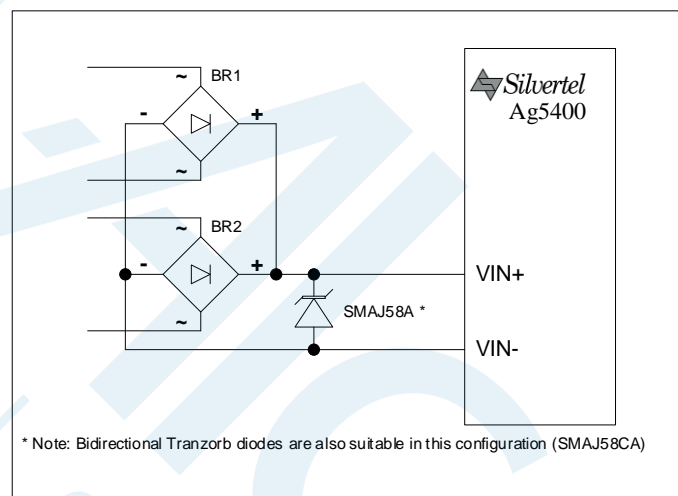 ~
BR1
-
+
~
~
BR2
-
+
~
SMAJ58A *
Silvertel
Ag5400
VIN+
VIN-
* Note: Bidirectional Tranzorb diodes are also suitable in this configuration (SMAJ58CA)